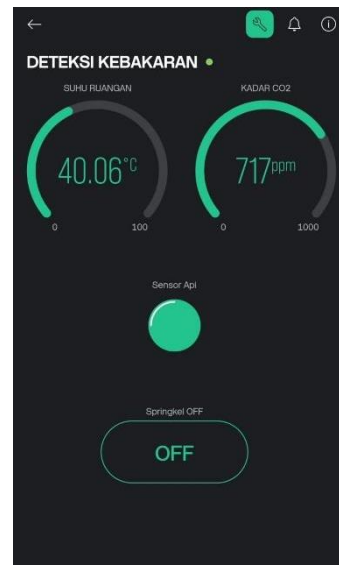 DETEKSI KEBAKARAN
SUHU RUANGAN
40.06°C
0 100
KADAR CO2
717ppm
0 1000
Sensor Api
Springkel OFF
OFF